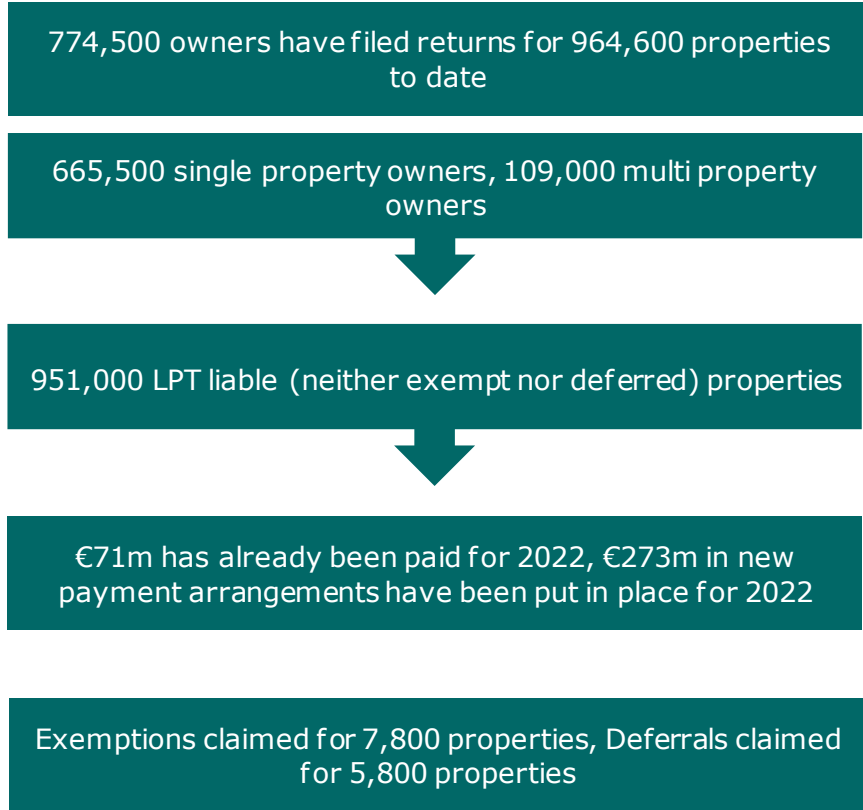 774,500 owners have filed returns for 964,600 properties
to date
665,500 single property owners, 109,000 multi property
owners
951,000 LPT liable (neither exempt nor deferred) properties
€71m has already been paid for 2022, €273m in new
payment arrangements have been put in place for 2022
Exemptions claimed for 7,800 properties, Deferrals claimed
for 5,800 properties